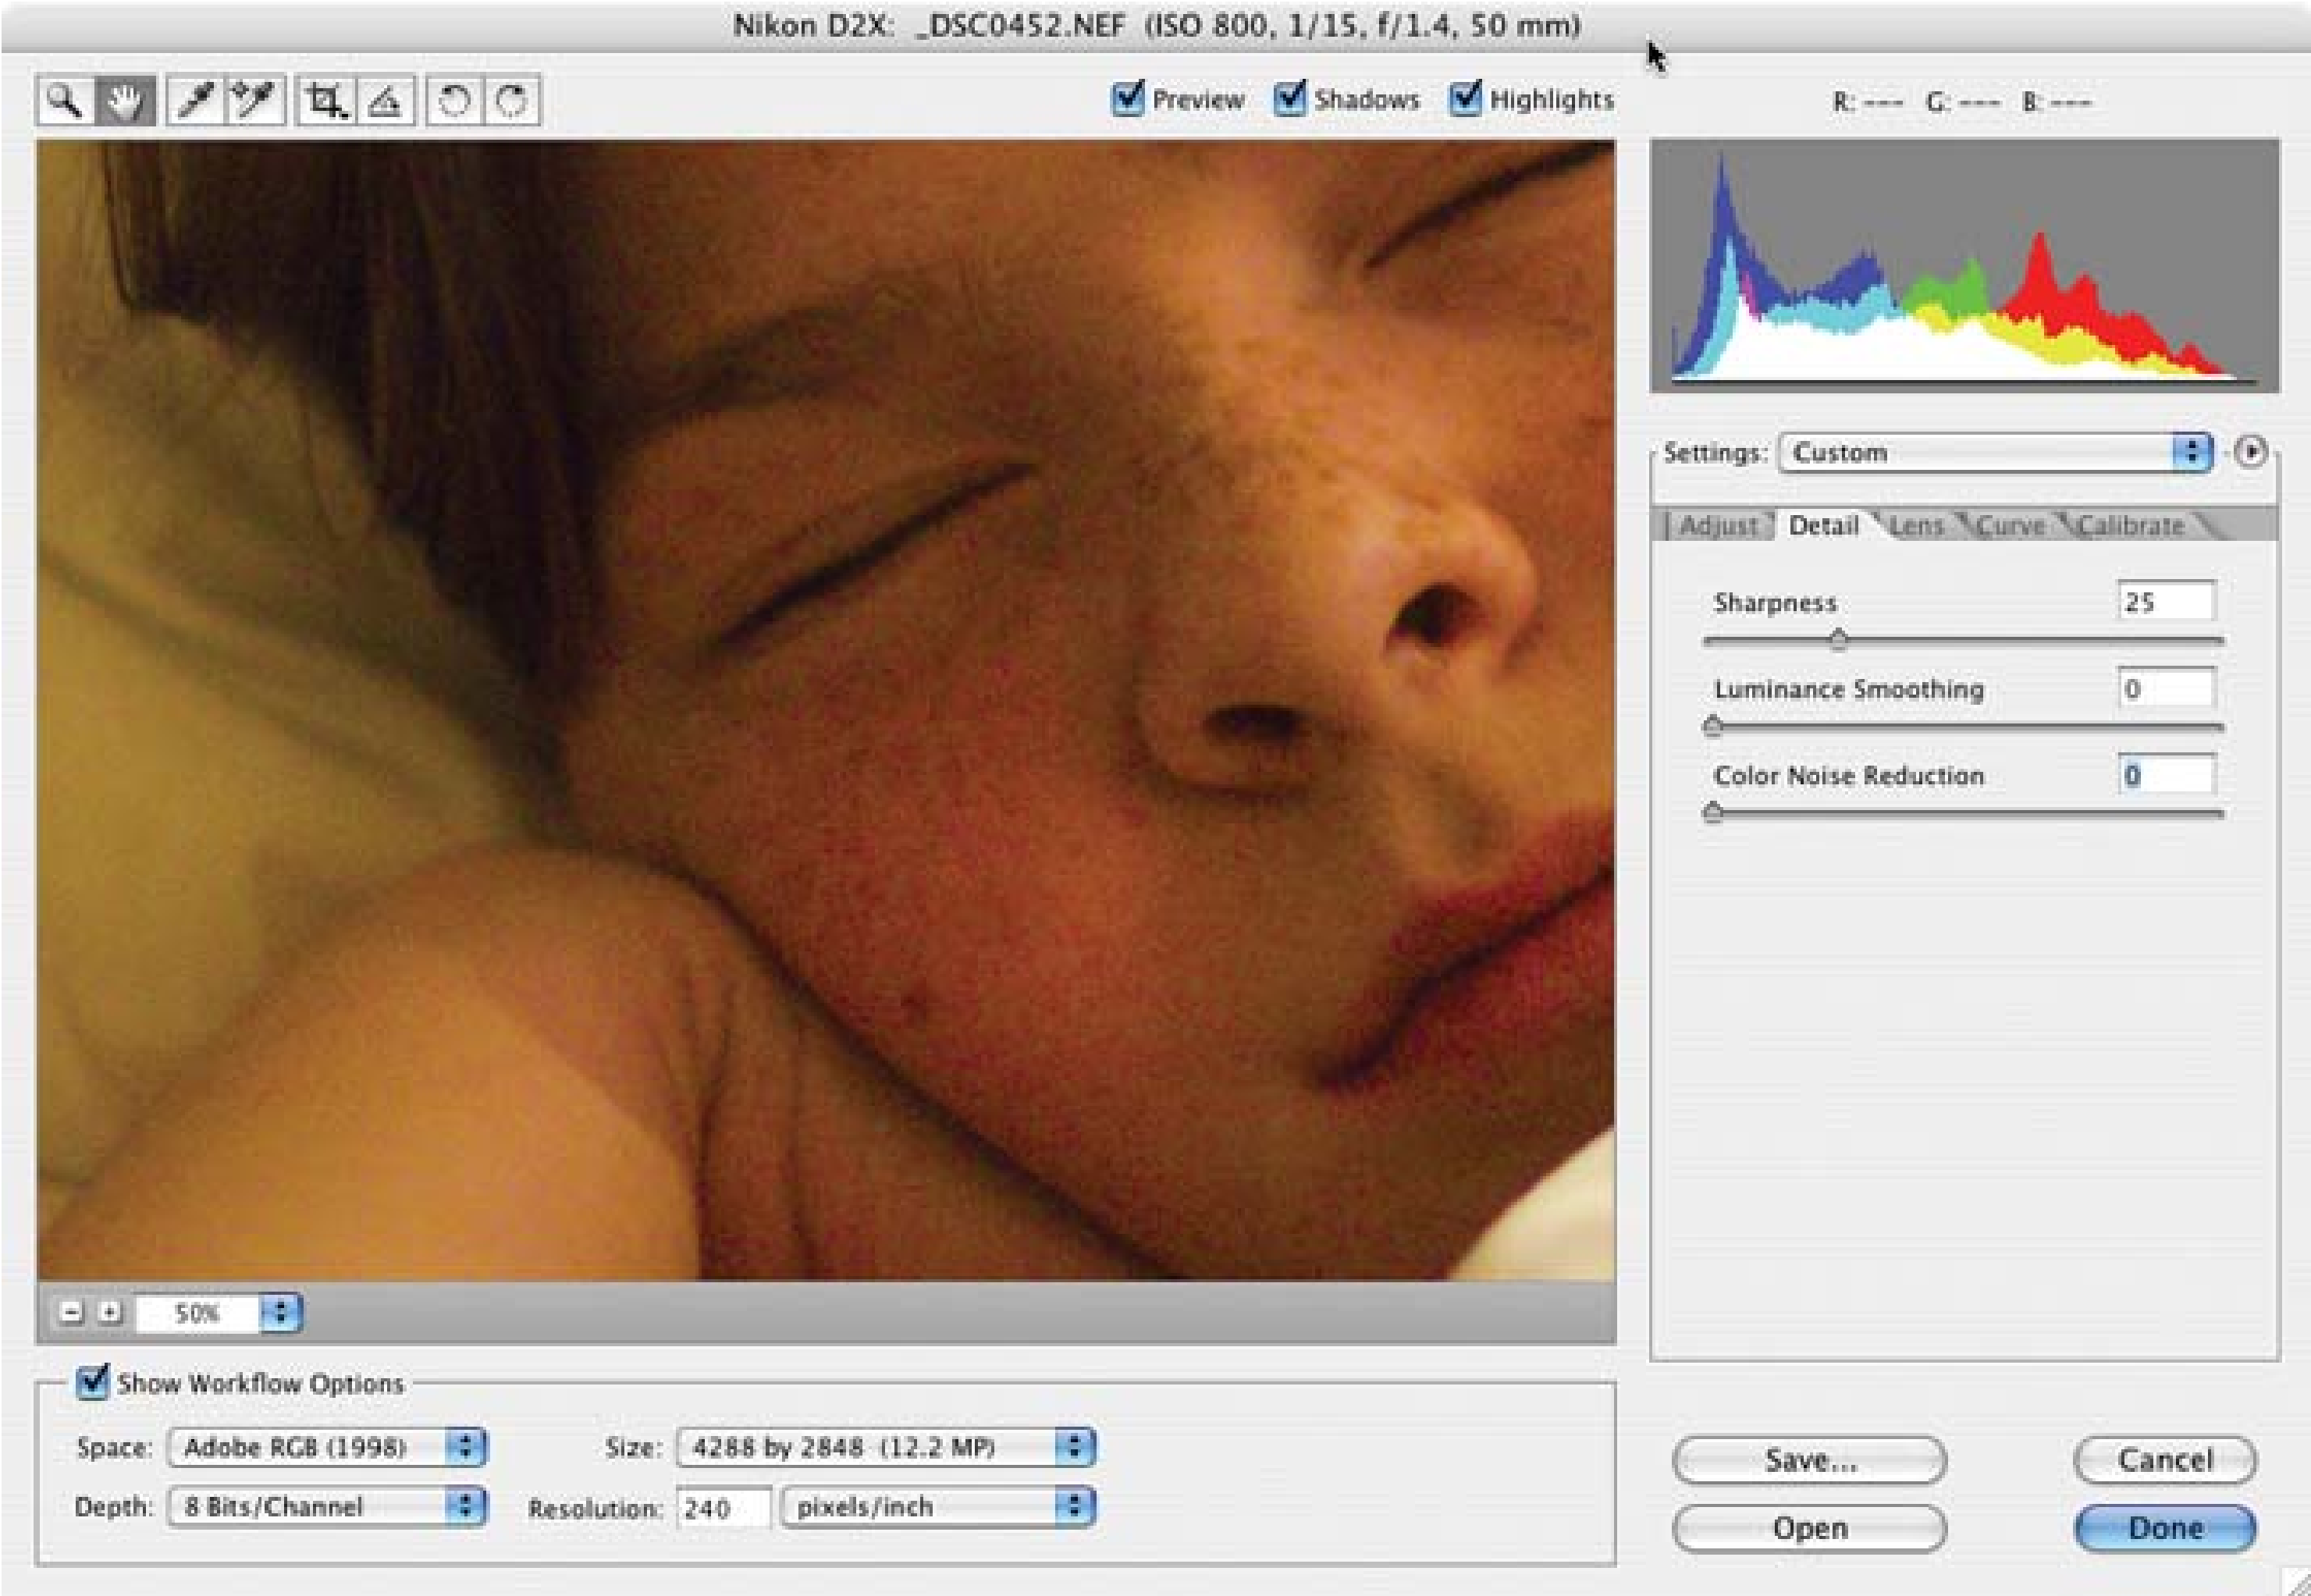 Nikon D2X:  _DSC0452.NEF  (ISO 800, 1/15, f/1.4, 50 mm)
Preview Shadows Highlights
R: --- G: --- B: ---
Settings: Custom
Adjust Detail Lens Curve Calibrate
Sharpness 25
Luminance Smoothing 0
Color Noise Reduction 0
50%
Show Workflow Options
Space: Adobe RGB (1998) Size: 4288 by 2848 (12.2 MP)
Depth: 8 Bits/Channel Resolution: 240 pixels/inch
Save... Cancel
Open Done